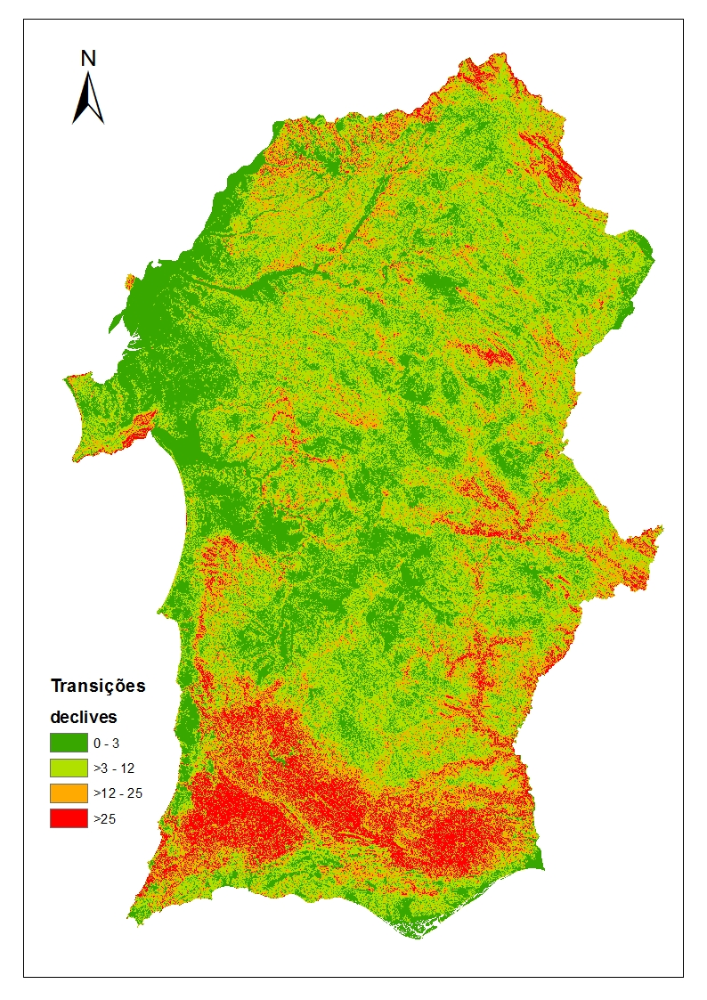 N
Transições
declives
0 - 3
>3 - 12
>12 - 25
>25